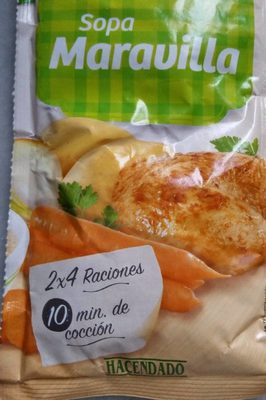 Sopa
Maravilla
2x4 Raciones
10 min. de
cocción
HACENDADO